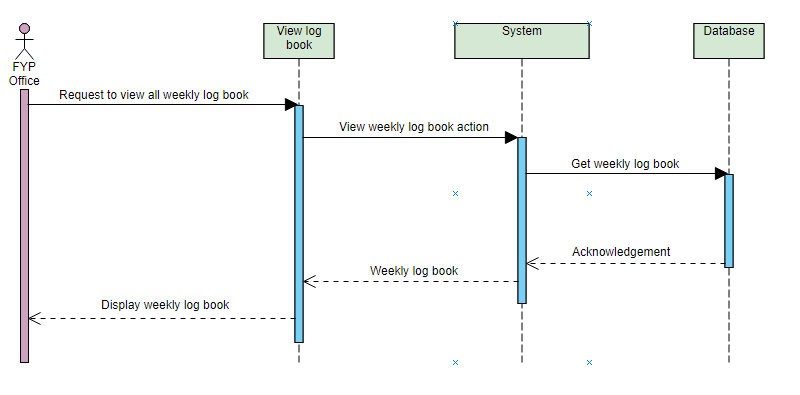 View log
book
System
Database
FYP
Office
Request to view all weekly log book
View weekly log book action
Get weekly log book
Acknowledgement
Weekly log book
Display weekly log book